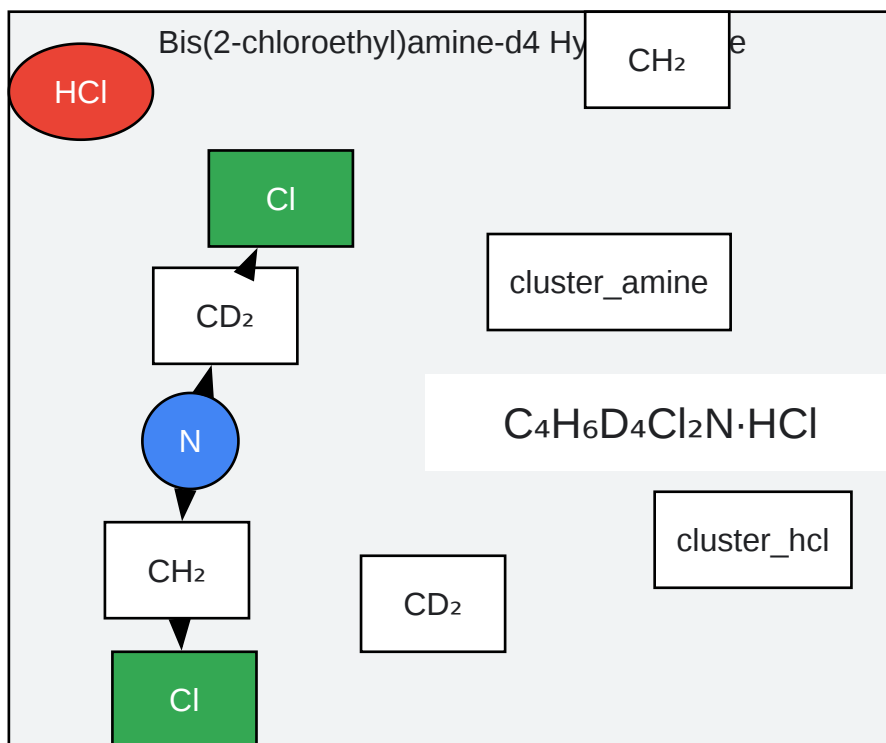 Bis(2-chloroethyl)amine-d4 Hy e
CH₂
HCl
Cl
cluster_amine
CD₂
C₄H₆D₄Cl₂N·HCl
N
cluster_hcl
CH₂
CD₂
Cl